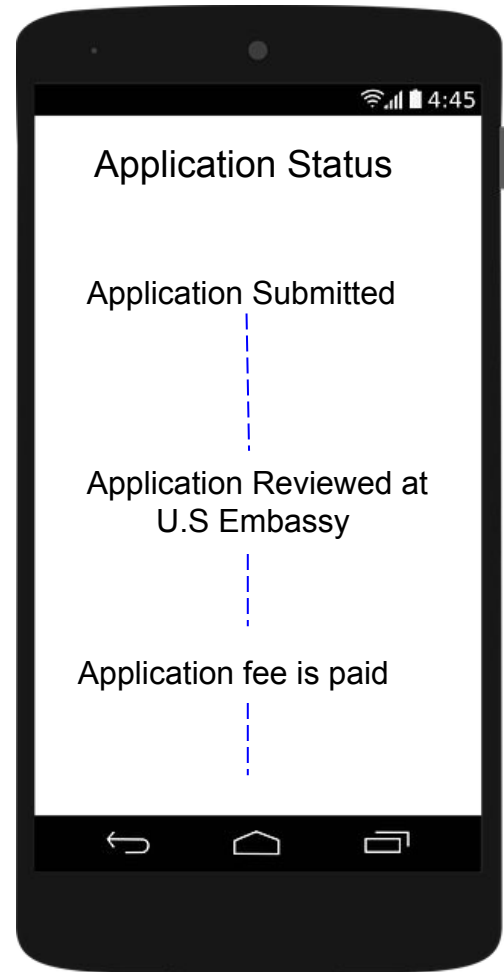 4:45
Application Status
Application Submitted
Application Reviewed at
U.S Embassy
Application fee is paid